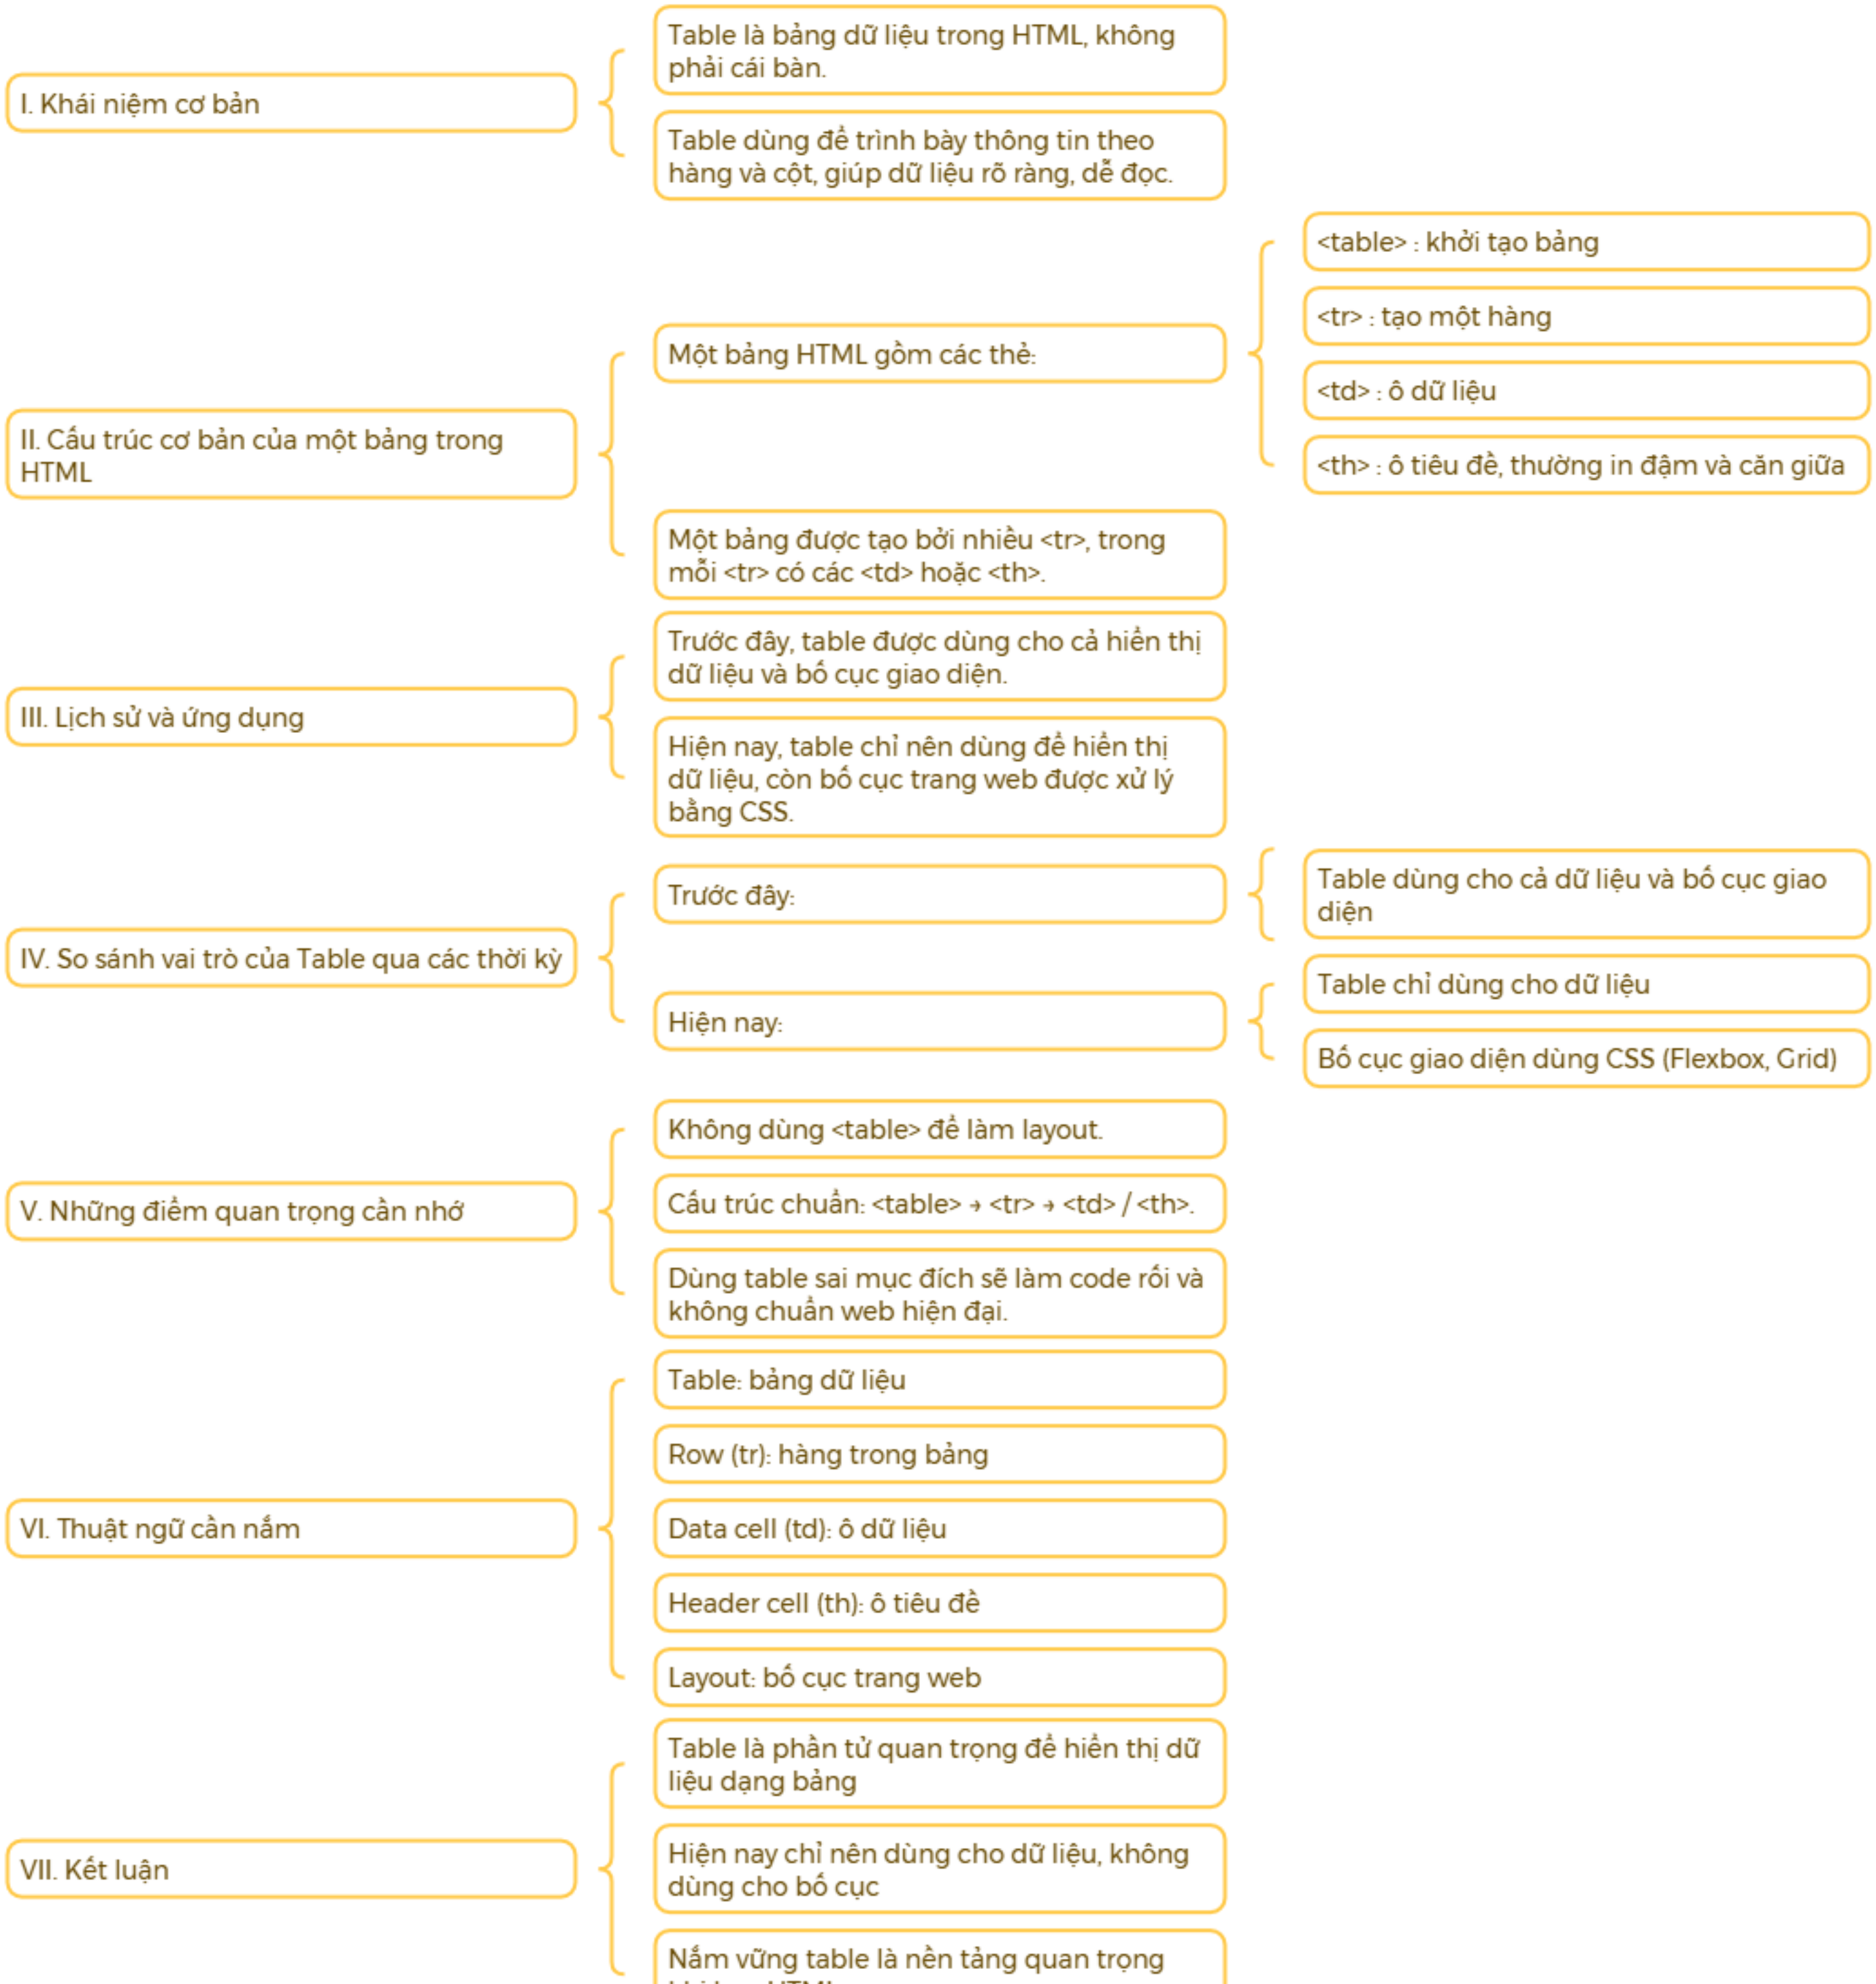 I. Khái niệm cơ bản
Table là bảng dữ liệu trong HTML, không
phải cái bàn.
Table dùng để trình bày thông tin theo
hàng và cột, giúp dữ liệu rõ ràng, dễ đọc.
II. Cấu trúc cơ bản của một bảng trong
HTML
Một bảng HTML gồm các thẻ:
<table> : khởi tạo bảng
<tr> : tạo một hàng
<td> : ô dữ liệu
<th> : ô tiêu đề, thường in đậm và căn giữa
Một bảng được tạo bởi nhiều <tr>, trong
mỗi <tr> có các <td> hoặc <th>.
III. Lịch sử và ứng dụng
Trước đây, table được dùng cho cả hiển thị
dữ liệu và bố cục giao diện.
Hiện nay, table chỉ nên dùng để hiển thị
dữ liệu, còn bố cục trang web được xử lý
bằng CSS.
IV. So sánh vai trò của Table qua các thời kỳ
Trước đây:
Table dùng cho cả dữ liệu và bố cục giao
diện
Hiện nay:
Table chỉ dùng cho dữ liệu
Bố cục giao diện dùng CSS (Flexbox, Grid)
V. Những điểm quan trọng cần nhớ
Không dùng <table> để làm layout.
Cấu trúc chuẩn: <table> → <tr> → <td> / <th>.
Dùng table sai mục đích sẽ làm code rối và
không chuẩn web hiện đại.
VI. Thuật ngữ cần nắm
Table: bảng dữ liệu
Row (tr): hàng trong bảng
Data cell (td): ô dữ liệu
Header cell (th): ô tiêu đề
Layout: bố cục trang web
VII. Kết luận
Table là phần tử quan trọng để hiển thị dữ
liệu dạng bảng
Hiện nay chỉ nên dùng cho dữ liệu, không
dùng cho bố cục
Nắm vững table là nền tảng quan trọng